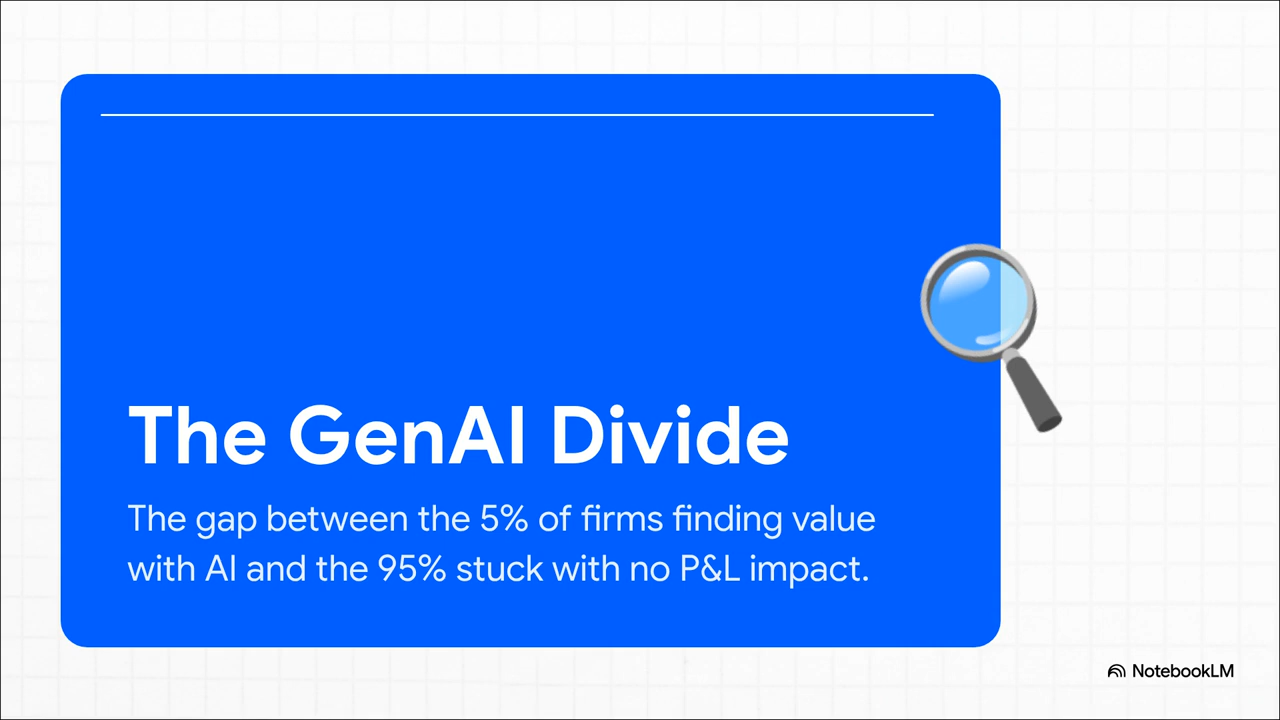 The GenAI Divide
The gap between the 5% of firms finding value
with AI and the 95% stuck with no P&L impact.
NotebookLM